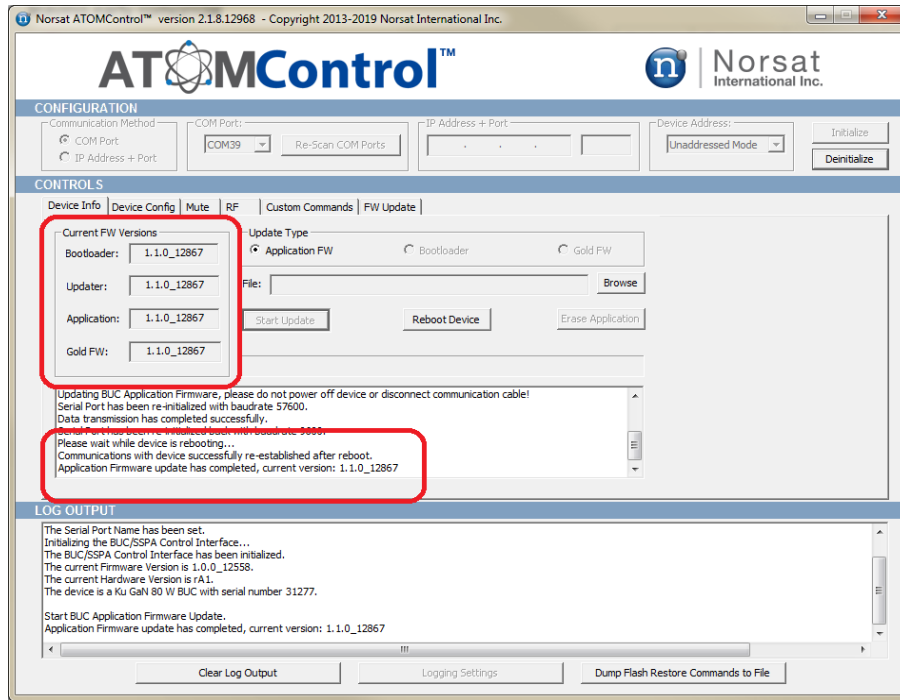 Norsat ATOMControl™ version 2.1.8.12968 - Copyright 2013-2019 Norsat International Inc.
ATOMControl™
n Norsat
International Inc.
CONFIGURATION
Communication Method
COM Port
IP Address + Port
COM Port:
COM39
Re-Scan COM Ports
IP Address + Port
. . .
Device Address:
Unaddressed Mode
Initialize
Deinitialize
CONTROLS
Device Info Device Config Mute RF Custom Commands FW Update
Current FW Versions
Bootloader: 1.1.0_12867
Updater: 1.1.0_12867
Application: 1.1.0_12867
Gold FW: 1.1.0_12867
Update Type
Application FW Bootloader Gold FW
File: Browse
Start Update Reboot Device Erase Application
Updating BUC Application Firmware, please do not power off device or disconnect communication cable!
Serial Port has been re-initialized with baudrate 57600.
Data transmission has completed successfully.
Serial Port has been re-initialized back with baudrate 9600.
Please wait while device is rebooting...
Communications with device successfully re-established after reboot.
Application Firmware update has completed, current version: 1.1.0_12867
LOG OUTPUT
The Serial Port Name has been set.
Initializing the BUC/SSPA Control Interface...
The BUC/SSPA Control Interface has been initialized.
The current Firmware Version is 1.0.0_12558.
The current Hardware Version is rA1.
The device is a Ku GaN 80 W BUC with serial number 31277.
Start BUC Application Firmware Update.
Application Firmware update has completed, current version: 1.1.0_12867
Clear Log Output Logging Settings Dump Flash Restore Commands to File